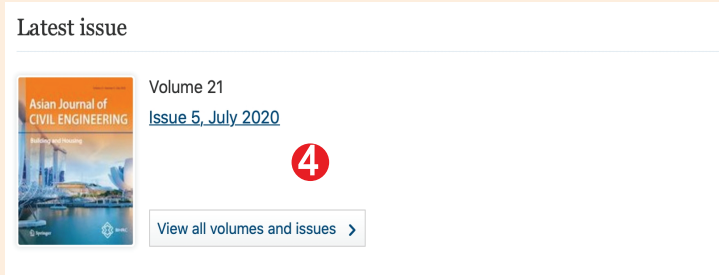 Latest issue
Asian Journal of
CIVIL ENGINEERING
Building and Housing
Springer
Volume 21
Issue 5, July 2020
4
View all volumes and issues